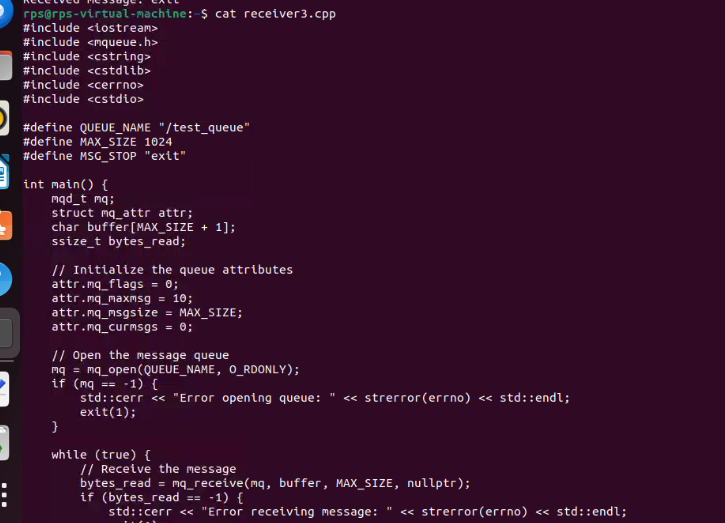 Received message: exit
rps@rps-virtual-machine:~$ cat receiver3.cpp
#include <iostream>
#include <mqueue.h>
#include <cstring>
#include <cstdlib>
#include <cerrno>
#include <cstdio>

#define QUEUE_NAME "/test_queue"
#define MAX_SIZE 1024
#define MSG_STOP "exit"

int main() {
    mqd_t mq;
    struct mq_attr attr;
    char buffer[MAX_SIZE + 1];
    ssize_t bytes_read;

    // Initialize the queue attributes
    attr.mq_flags = 0;
    attr.mq_maxmsg = 10;
    attr.mq_msgsize = MAX_SIZE;
    attr.mq_curmsgs = 0;

    // Open the message queue
    mq = mq_open(QUEUE_NAME, O_RDONLY);
    if (mq == -1) {
        std::cerr << "Error opening queue: " << strerror(errno) << std::endl;
        exit(1);
    }

    while (true) {
        // Receive the message
        bytes_read = mq_receive(mq, buffer, MAX_SIZE, nullptr);
        if (bytes_read == -1) {
            std::cerr << "Error receiving message: " << strerror(errno) << std::endl;